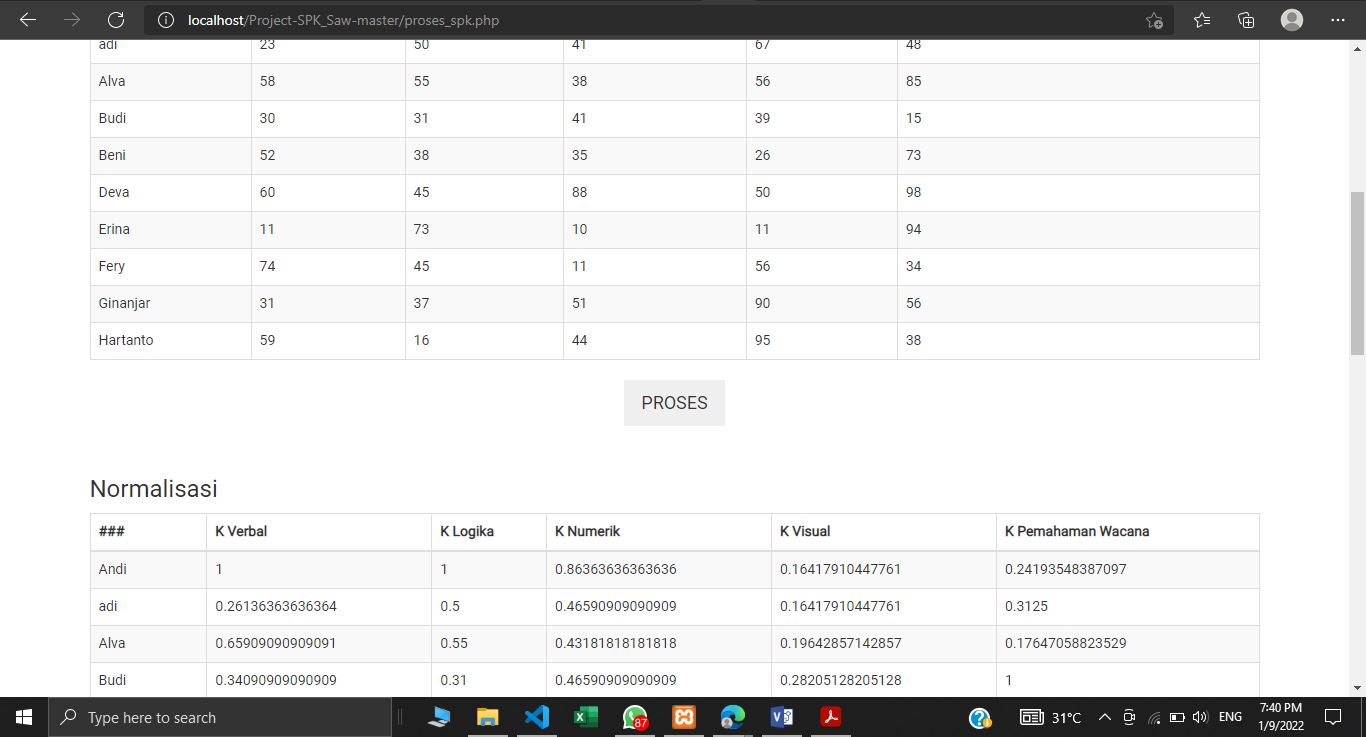 localhost/Project-SPK_Saw-master/proses_spk.php
adi 23 50 41 67 48
Alva 58 55 38 56 85
Budi 30 31 41 39 15
Beni 52 38 35 26 73
Deva 60 45 88 50 98
Erina 11 73 10 11 94
Fery 74 45 11 56 34
Ginanjar 31 37 51 90 56
Hartanto 59 16 44 95 38
PROSES
Normalisasi
### K Verbal K Logika K Numerik K Visual K Pemahaman Wacana
Andi 1 1 0.86363636363636 0.16417910447761 0.24193548387097
adi 0.26136363636364 0.5 0.46590909090909 0.16417910447761 0.3125
Alva 0.65909090909091 0.55 0.43181818181818 0.19642857142857 0.17647058823529
Budi 0.34090909090909 0.31 0.46590909090909 0.28205128205128 1
Type here to search
87
31°C
ENG
7:40 PM
1/9/2022